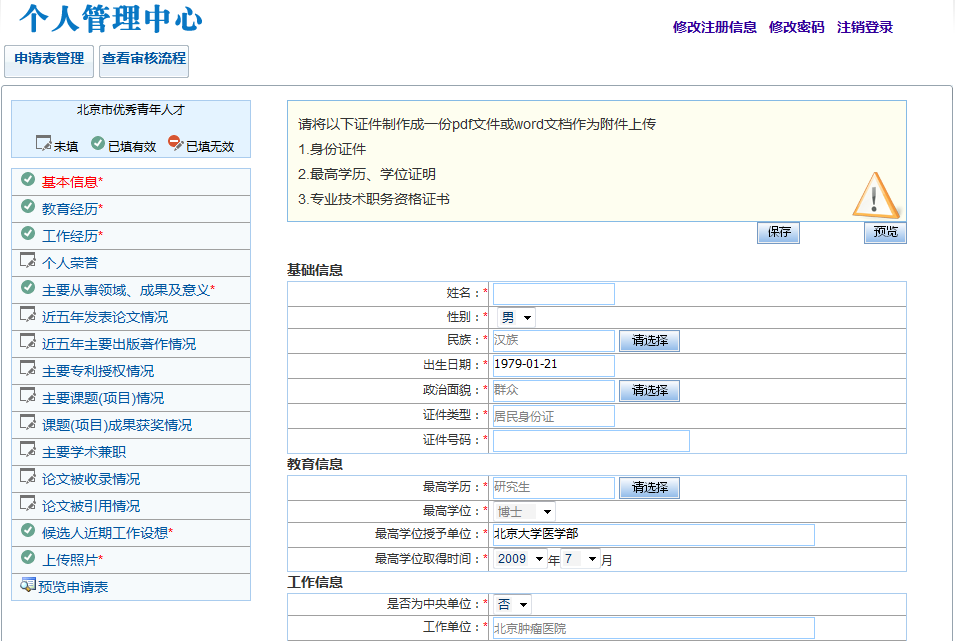 个人管理中心
修改注册信息 修改密码 注销登录
申请表管理 查看审核流程
北京市优秀青年人才
未填 已填有效 已填无效
基本信息*
教育经历*
工作经历*
个人荣誉
主要从事领域、成果及意义*
近五年发表论文情况
近五年主要出版著作情况
主要专利授权情况
主要课题(项目)情况
课题(项目)成果获奖情况
主要学术兼职
论文被收录情况
论文被引用情况
候选人近期工作设想*
上传照片*
预览申请表
请将以下证件制作成一份pdf文件或word文档作为附件上传
1.身份证件
2.最高学历、学位证明
3.专业技术职务资格证书
保存 预览
基础信息
姓名：*
性别：* 男
民族：* 汉族 请选择
出生日期：* 1979-01-21
政治面貌：* 群众 请选择
证件类型：* 居民身份证
证件号码：*
教育信息
最高学历：* 研究生 请选择
最高学位：* 博士
最高学位授予单位：* 北京大学医学部
最高学位取得时间：* 2009 年 7 月
工作信息
是否为中央单位：* 否
工作单位：* 北京肿瘤医院